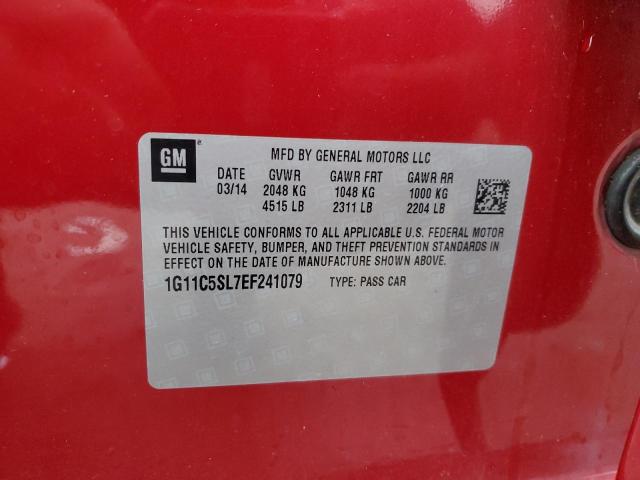 GM
MFD BY GENERAL MOTORS LLC
DATE GVWR GAWR FRT GAWR RR
03/14 2048 KG 1048 KG 1000 KG
4515 LB 2311 LB 2204 LB
THIS VEHICLE CONFORMS TO ALL APPLICABLE U.S. FEDERAL MOTOR
VEHICLE SAFETY, BUMPER, AND THEFT PREVENTION STANDARDS IN
EFFECT ON THE DATE OF MANUFACTURE SHOWN ABOVE.
1G11C5SL7EF241079 TYPE: PASS CAR